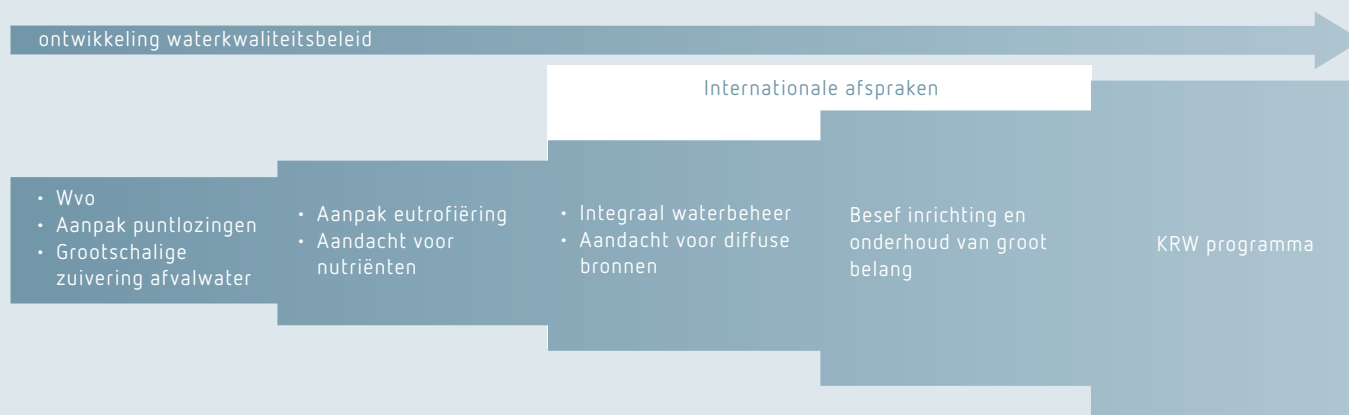 ontwikkeling waterkwaliteitsbeleid
Internationale afspraken
• Wvo
• Aanpak puntlozingen
• Grootschalige
zuivering afvalwater
• Aanpak eutrofiëring
• Aandacht voor
nutriënten
• Integraal waterbeheer
• Aandacht voor diffuse
bronnen
Besef inrichting en
onderhoud van groot
belang
KRW programma